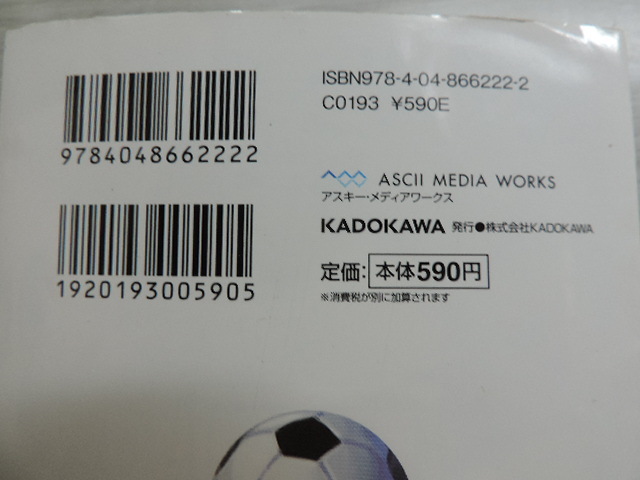 9784048662222
1920193005905
ISBN978-4-04-866222-2
C0193 ¥590E
ASCII MEDIA WORKS
アスキー・メディアワークス
KADOKAWA 発行●株式会社KADOKAWA
定価：本体590円
※消費税が別に加算されます